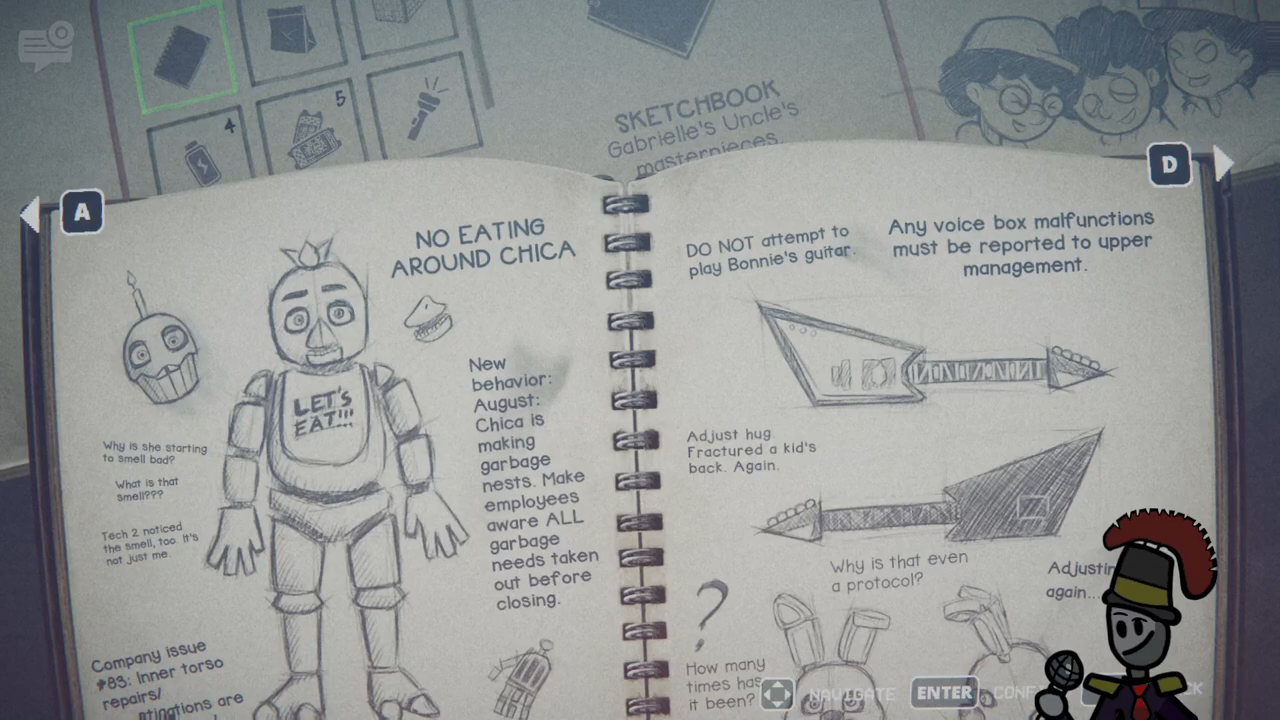 5
4
SKETCHBOOK
Gabrielle's Uncle's
masterpieces
A
D
NO EATING
AROUND CHICA
LET'S
EAT!!!
New
behavior:
August:
Chica is
making
garbage
nests. Make
employees
aware ALL
garbage
needs taken
out before
closing.
Why is she starting
to smell bad?
What is that
smell???
Tech 2 noticed
the smell, too. It's
not just me.
Company issue
#83: Inner torso
repairs/
are
DO NOT attempt to
play Bonnie's guitar.
Any voice box malfunctions
must be reported to upper
management.
Adjust hug
Fractured a kid's
back. Again.
Why is that even
a protocol?
again...
?
How many
times has
it been?
NAVIGATE
ENTER